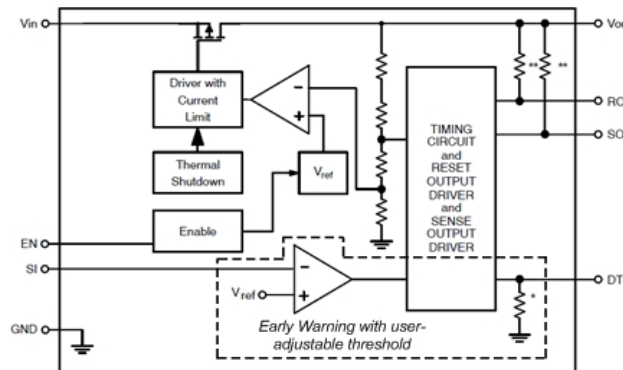 Vin
Vou
Driver with
Current
Limit
Thermal
Shutdown
Vref
Enable
EN
SI
GND
Vref
TIMING
CIRCUIT
and
RESET
OUTPUT
DRIVER
and
SENSE
OUTPUT
DRIVER
**
**
RO
SO
DT
*
- 
+
-
+
Early Warning with user-
adjustable threshold